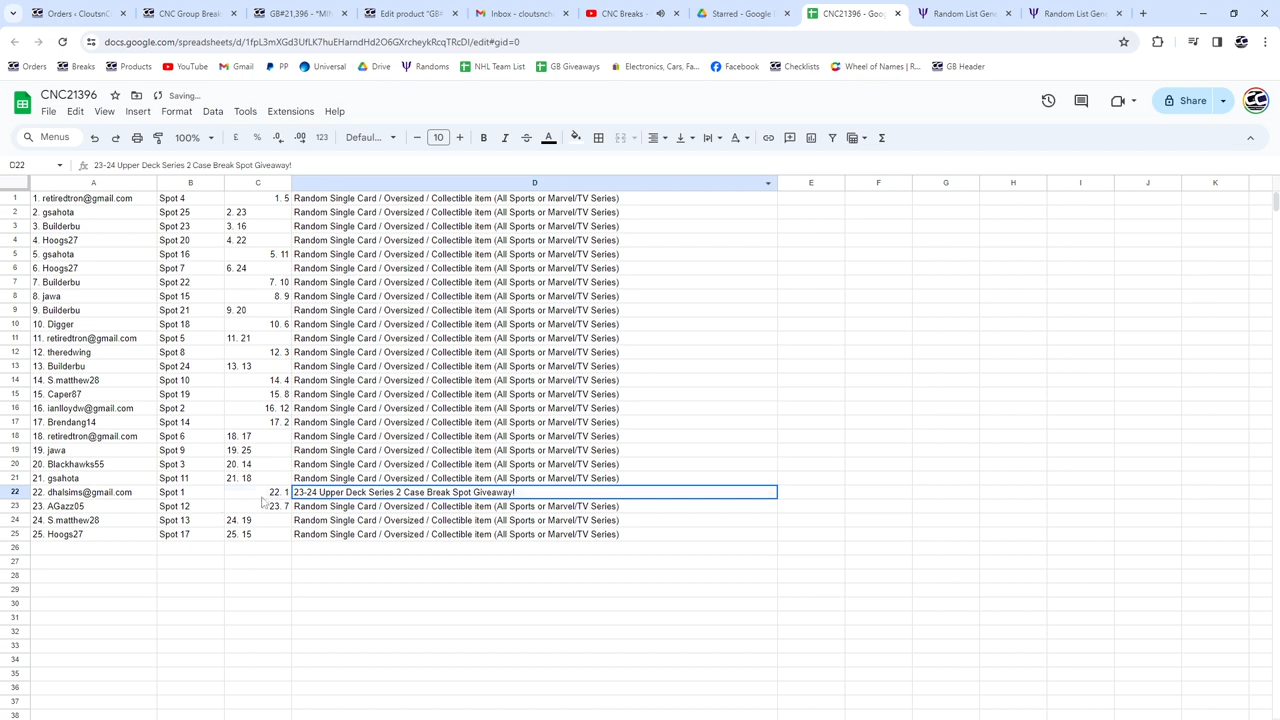 Orders ‹ CloutsnC
CNC Group Break
GB#21,396 - *MIN
Edit product "GB
Inbox - cloutsnch
CNC Breaks -
Starred - Google
CNC21396 - Goo
Random List Gene
Random List Gene
docs.google.com/spreadsheets/d/1fpL3mXGd3UfLK7huEHarndHd2O6GXrcheykRcqTRcDI/edit#gid=0
Orders Breaks Products YouTube Gmail PP Universal Drive Randoms NHL Team List GB Giveaways Electronics, Cars, Fa... Facebook Checklists Wheel of Names | R... GB Header
CNC21396 Saving...
File Edit View Insert Format Data Tools Extensions Help
Share
Menus 100% £ % .0 .00 123 Defaul... 10 B I A
D22 23-24 Upper Deck Series 2 Case Break Spot Giveaway!
A B C D E F G H I J K
1 1. retiredtron@gmail.com Spot 4 1. 5 Random Single Card / Oversized / Collectible item (All Sports or Marvel/TV Series)
2 2. gsahota Spot 25 2. 23 Random Single Card / Oversized / Collectible item (All Sports or Marvel/TV Series)
3 3. Builderbu Spot 23 3. 16 Random Single Card / Oversized / Collectible item (All Sports or Marvel/TV Series)
4 4. Hoogs27 Spot 20 4. 22 Random Single Card / Oversized / Collectible item (All Sports or Marvel/TV Series)
5 5. gsahota Spot 16 5. 11 Random Single Card / Oversized / Collectible item (All Sports or Marvel/TV Series)
6 6. Hoogs27 Spot 7 6. 24 Random Single Card / Oversized / Collectible item (All Sports or Marvel/TV Series)
7 7. Builderbu Spot 22 7. 10 Random Single Card / Oversized / Collectible item (All Sports or Marvel/TV Series)
8 8. jawa Spot 15 8. 9 Random Single Card / Oversized / Collectible item (All Sports or Marvel/TV Series)
9 9. Builderbu Spot 21 9. 20 Random Single Card / Oversized / Collectible item (All Sports or Marvel/TV Series)
10 10. Digger Spot 18 10. 6 Random Single Card / Oversized / Collectible item (All Sports or Marvel/TV Series)
11 11. retiredtron@gmail.com Spot 5 11. 21 Random Single Card / Oversized / Collectible item (All Sports or Marvel/TV Series)
12 12. theredwing Spot 8 12. 3 Random Single Card / Oversized / Collectible item (All Sports or Marvel/TV Series)
13 13. Builderbu Spot 24 13. 13 Random Single Card / Oversized / Collectible item (All Sports or Marvel/TV Series)
14 14. S.matthew28 Spot 10 14. 4 Random Single Card / Oversized / Collectible item (All Sports or Marvel/TV Series)
15 15. Caper87 Spot 19 15. 8 Random Single Card / Oversized / Collectible item (All Sports or Marvel/TV Series)
16 16. ianlloydw@gmail.com Spot 2 16. 12 Random Single Card / Oversized / Collectible item (All Sports or Marvel/TV Series)
17 17. Brendang14 Spot 14 17. 2 Random Single Card / Oversized / Collectible item (All Sports or Marvel/TV Series)
18 18. retiredtron@gmail.com Spot 6 18. 17 Random Single Card / Oversized / Collectible item (All Sports or Marvel/TV Series)
19 19. jawa Spot 9 19. 25 Random Single Card / Oversized / Collectible item (All Sports or Marvel/TV Series)
20 20. Blackhawks55 Spot 3 20. 14 Random Single Card / Oversized / Collectible item (All Sports or Marvel/TV Series)
21 21. gsahota Spot 11 21. 18 Random Single Card / Oversized / Collectible item (All Sports or Marvel/TV Series)
22 22. dhalsims@gmail.com Spot 1 22. 1 23-24 Upper Deck Series 2 Case Break Spot Giveaway!
23 23. AGazz05 Spot 12 23. 7 Random Single Card / Oversized / Collectible item (All Sports or Marvel/TV Series)
24 24. S.matthew28 Spot 13 24. 19 Random Single Card / Oversized / Collectible item (All Sports or Marvel/TV Series)
25 25. Hoogs27 Spot 17 25. 15 Random Single Card / Oversized / Collectible item (All Sports or Marvel/TV Series)
26
27
28
29
30
31
32
33
34
35
36
37
38